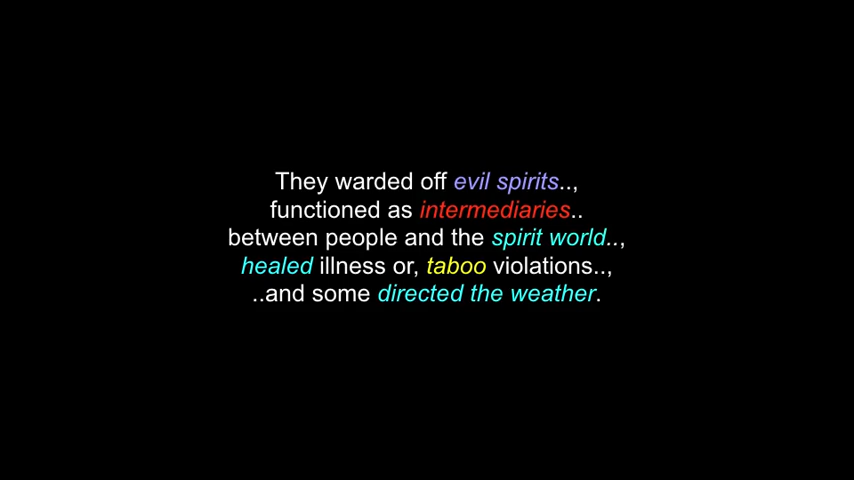 They warded off evil spirits..,
functioned as intermediaries..
between people and the spirit world..,
healed illness or, taboo violations..,
..and some directed the weather.